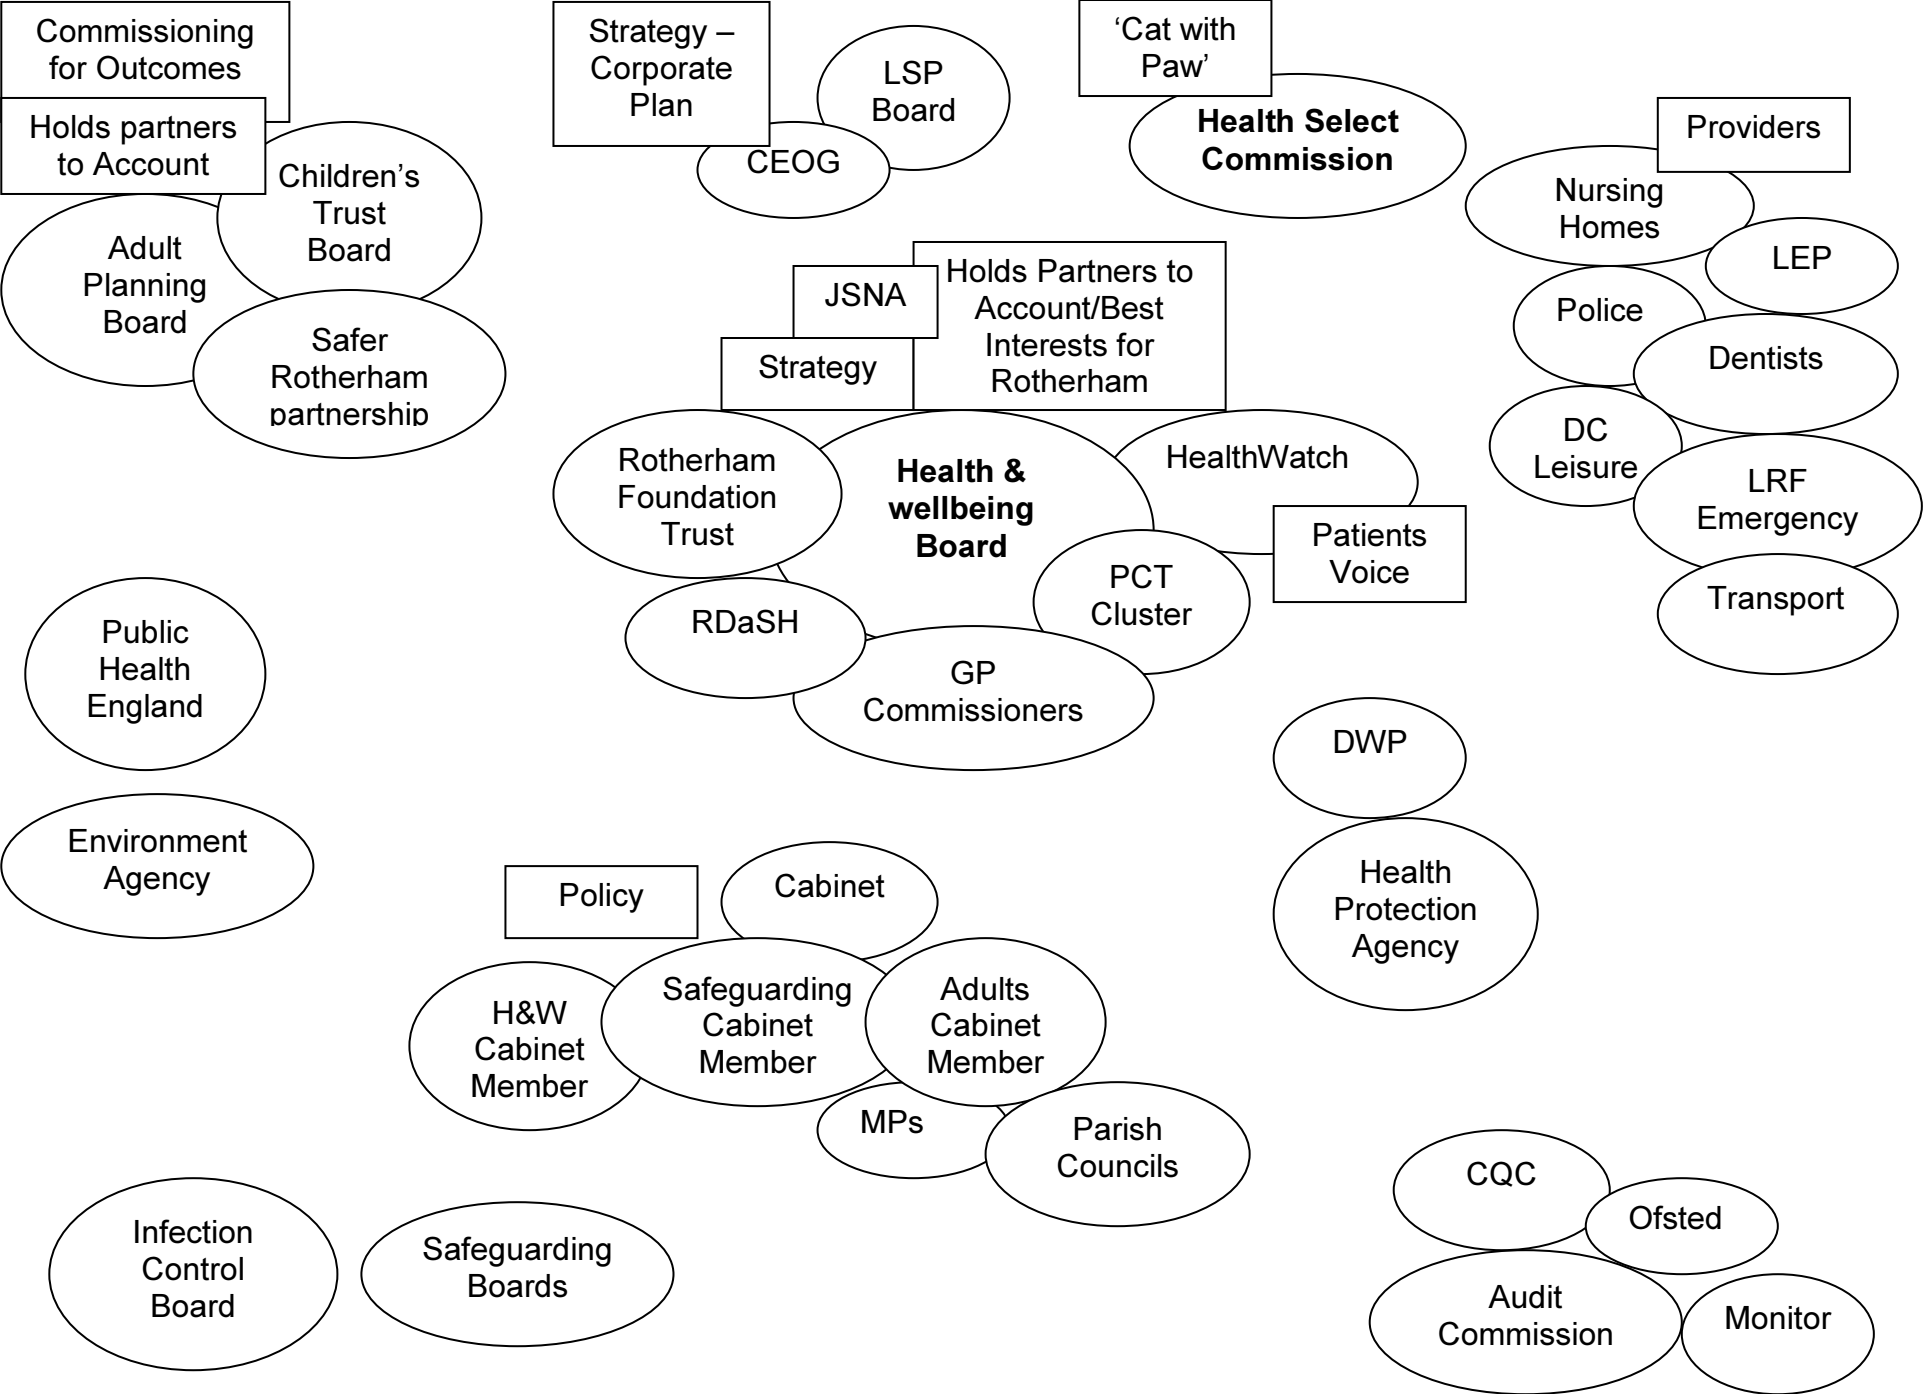 Commissioning
for Outcomes
Holds partners
to Account
Children’s
Trust
Board
Adult
Planning
Board
Safer
Rotherham
partnership
Strategy –
Corporate
Plan
LSP
Board
CEOG
‘Cat with
Paw’
Health Select
Commission
Providers
Nursing
Homes
LEP
Police
Dentists
DC
Leisure
LRF
Emergency
Transport
JSNA
Holds Partners to
Account/Best
Interests for
Rotherham
Strategy
Rotherham
Foundation
Trust
Health &
wellbeing
Board
HealthWatch
Patients
Voice
PCT
Cluster
RDaSH
GP
Commissioners
Public
Health
England
Environment
Agency
DWP
Health
Protection
Agency
Policy
Cabinet
H&W
Cabinet
Member
Safeguarding
Cabinet
Member
Adults
Cabinet
Member
MPs
Parish
Councils
Infection
Control
Board
Safeguarding
Boards
CQC
Ofsted
Audit
Commission
Monitor